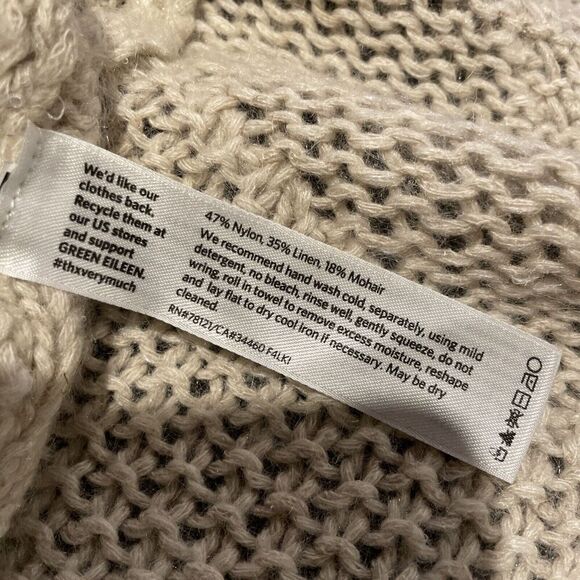 We'd like our
clothes back.
Recycle them at
our US stores
and support
GREEN EILEEN.
#thxverymuch
47% Nylon, 35% Linen, 18% Mohair
We recommend hand wash cold, separately, using mild
detergent, no bleach, rinse well, gently squeeze, do not
wring, roll in towel to remove excess moisture, reshape
and lay flat to dry cool iron if necessary. May be dry
cleaned.
RN#78121/CA#34460 F4LKI